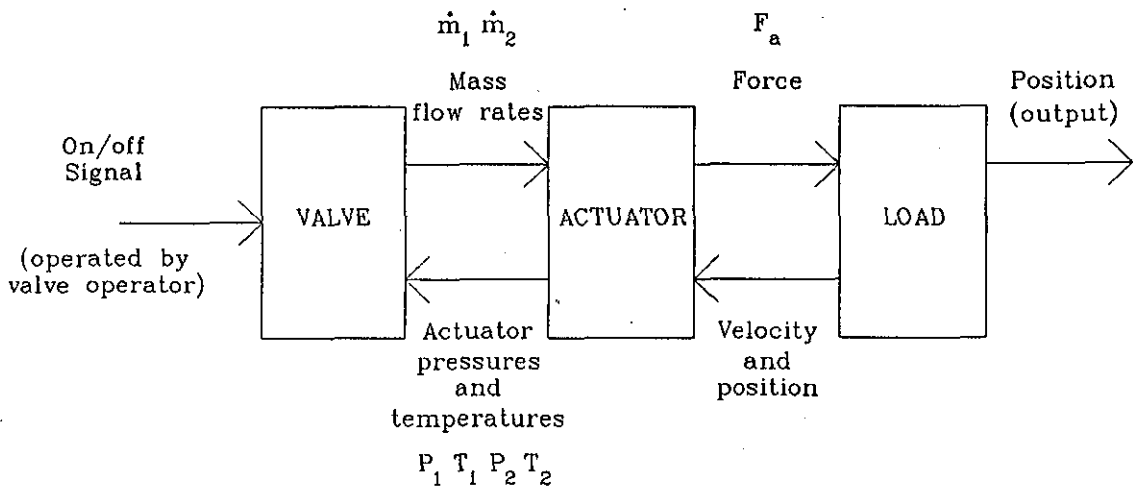 ṁ₁ ṁ₂
Mass
flow rates
Fₐ
Force
Position
(output)
On/off
Signal
(operated by
valve operator)
VALVE
ACTUATOR
LOAD
Actuator
pressures
and
temperatures
P₁ T₁ P₂ T₂
Velocity
and
position